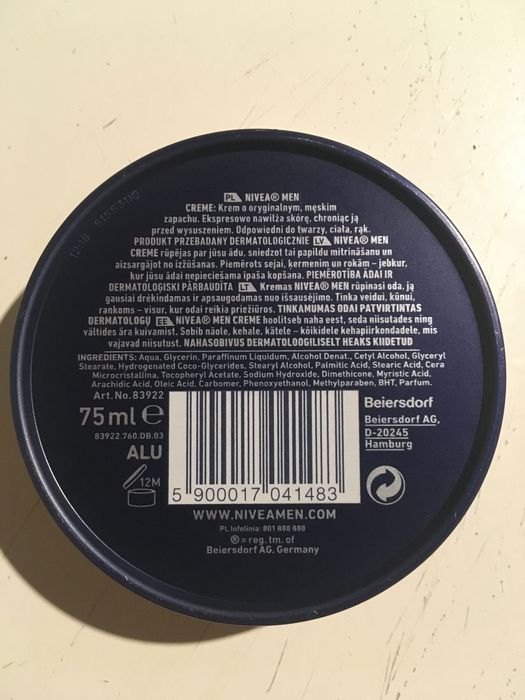 PL NIVEA® MEN
CREME: Krem o oryginalnym, męskim
zapachu. Ekspresowo nawilża skórę, chroniąc ją
przed wysuszeniem. Odpowiedni do twarzy, ciała, rąk.
PRODUKT PRZEBADANY DERMATOLOGICZNIE LV NIVEA® MEN
CREME rūpējas par jūsu ādu, sniedzot tai papildu mitrināšanu un
aizsargājot no izžūšanas. Piemērots sejai, ķermenim un rokām – jebkur,
kur jūsu ādai nepieciešama īpaša kopšana. PIEMĒROTĪBA ĀDAI IR
DERMATOLOĢISKI PĀRBAUDĪTA LT Kremas NIVEA® MEN rūpinasi oda, ją
gausiai drėkindamas ir apsaugodamas nuo išsausėjimo. Tinka veidui, kūnui,
rankoms – visur, kur odai reikia priežiūros. TINKAMUMAS ODAI PATVIRTINTAS
DERMATOLOGŲ EE NIVEA® MEN CREME hoolitseb naha eest, seda niisutades ning
vältides ära kuivamist. Sobib näole, kehale, kätele – kõikidele kehapiirkondadele, mis
vajavad niisutust. NAHASOBIVUS DERMATOLOOGILISELT HEAKS KIIDETUD
INGREDIENTS: Aqua, Glycerin, Paraffinum Liquidum, Alcohol Denat., Cetyl Alcohol, Glyceryl
Stearate, Hydrogenated Coco-Glycerides, Stearyl Alcohol, Palmitic Acid, Stearic Acid, Cera
Microcristallina, Tocopheryl Acetate, Sodium Hydroxide, Dimethicone, Myristic Acid,
Arachidic Acid, Oleic Acid, Carbomer, Phenoxyethanol, Methylparaben, BHT, Parfum.
Art.No. 83922
75ml e
83922.760.DB.03
ALU
12M
5 900017 041483
Beiersdorf
Beiersdorf AG,
D-20245
Hamburg
WWW.NIVEAMEN.COM
PL Infolinia: 801 888 888
® = reg. tm. of
Beiersdorf AG, Germany